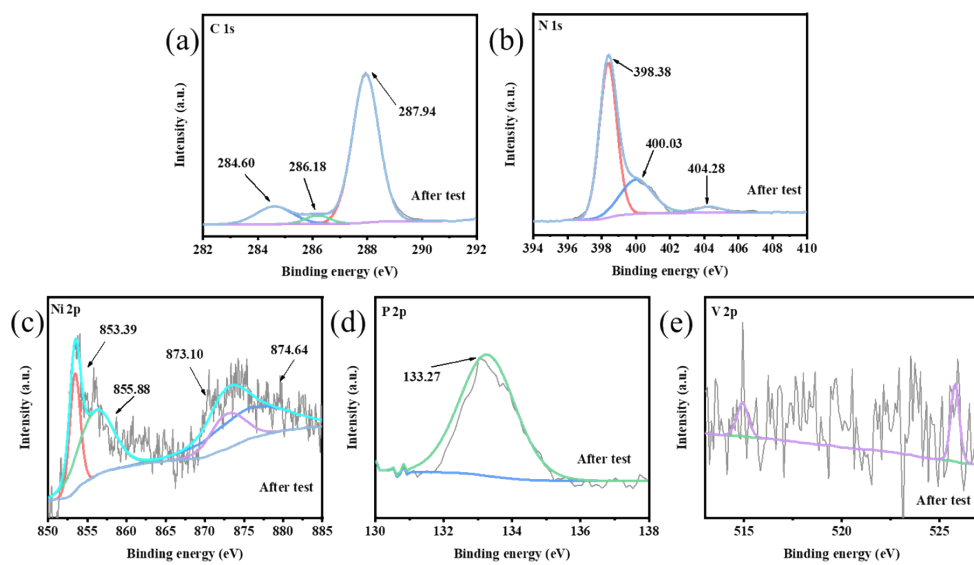 (a)
C 1s
287.94
284.60
286.18
After test
Intensity (a.u.)
282 284 286 288 290 292
Binding energy (eV)
(b)
N 1s
398.38
400.03
404.28
After test
Intensity (a.u.)
394 396 398 400 402 404 406 408 410
Binding energy (eV)
(c)
Ni 2p
853.39
855.88
873.10
874.64
After test
Intensity (a.u.)
850 855 860 865 870 875 880 885
Binding energy (eV)
(d)
P 2p
133.27
After test
Intensity (a.u.)
130 132 134 136 138
Binding energy (eV)
(e)
V 2p
After test
Intensity (a.u.)
515 520 525
Binding energy (eV)